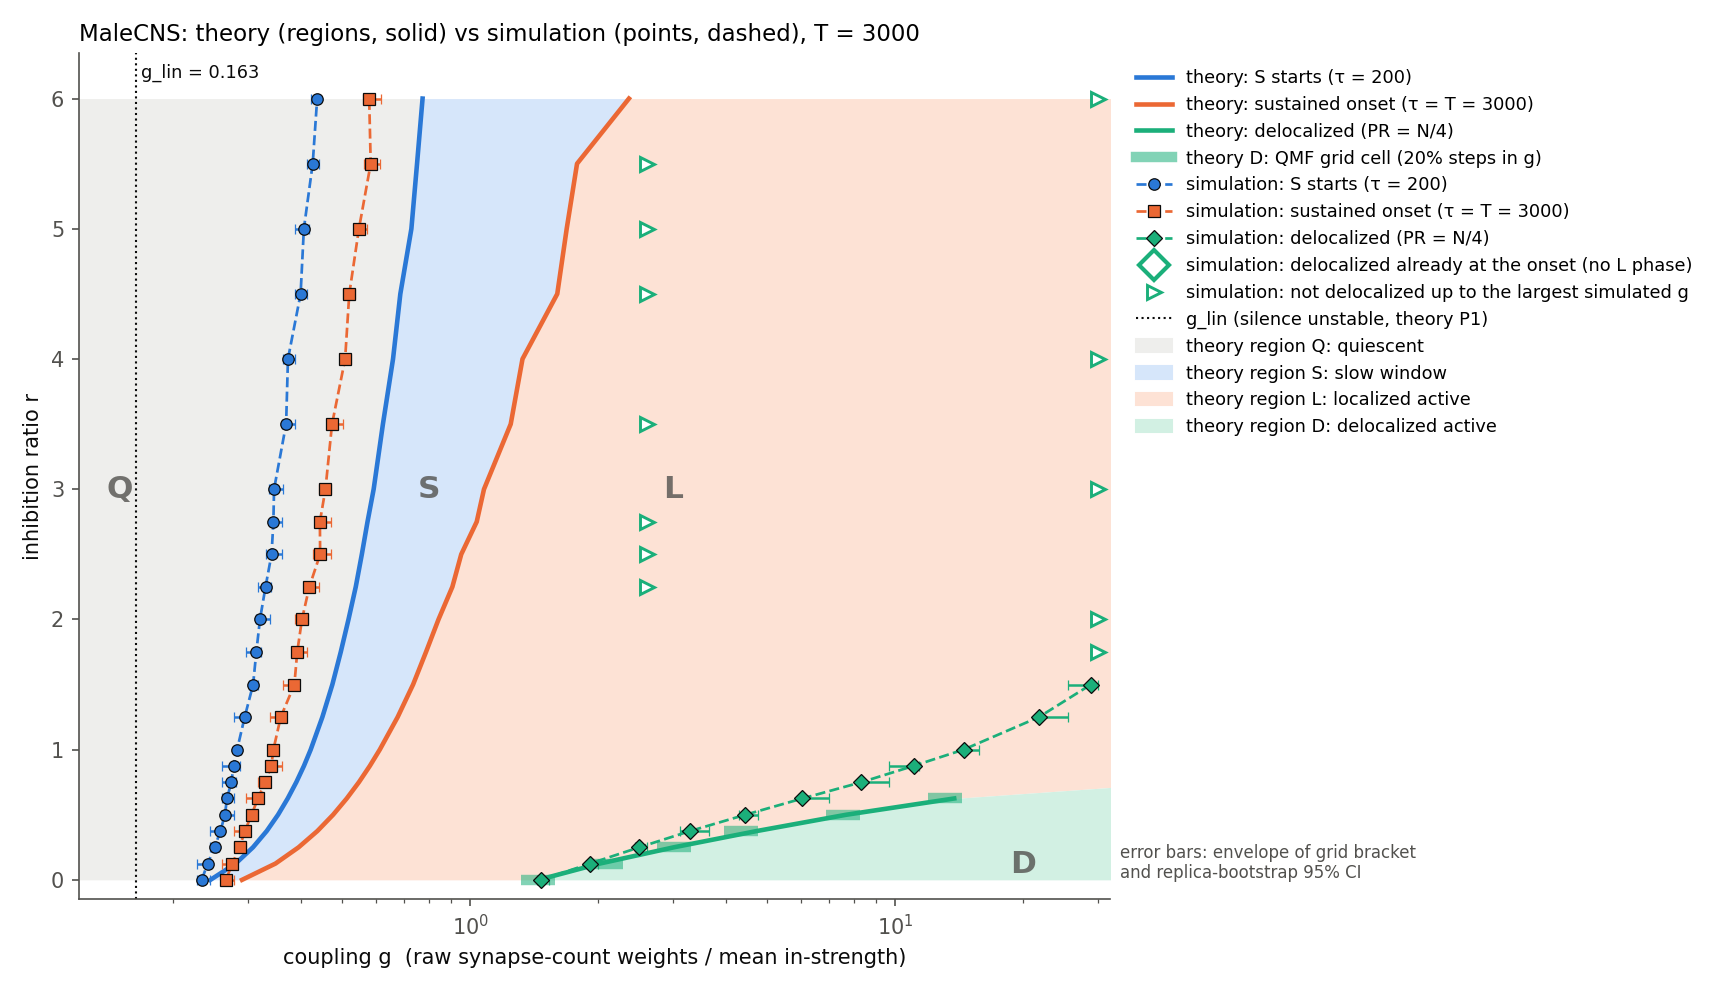 MaleCNS: theory (regions, solid) vs simulation (points, dashed), T = 3000
g_lin = 0.163
6
5
4
3
2
1
0
inhibition ratio r
Q
S
L
D
10⁰
10¹
coupling g (raw synapse-count weights / mean in-strength)
theory: S starts (τ = 200)
theory: sustained onset (τ = T = 3000)
theory: delocalized (PR = N/4)
theory D: QMF grid cell (20% steps in g)
simulation: S starts (τ = 200)
simulation: sustained onset (τ = T = 3000)
simulation: delocalized (PR = N/4)
simulation: delocalized already at the onset (no L phase)
simulation: not delocalized up to the largest simulated g
g_lin (silence unstable, theory P1)
theory region Q: quiescent
theory region S: slow window
theory region L: localized active
theory region D: delocalized active
error bars: envelope of grid bracket
and replica-bootstrap 95% CI